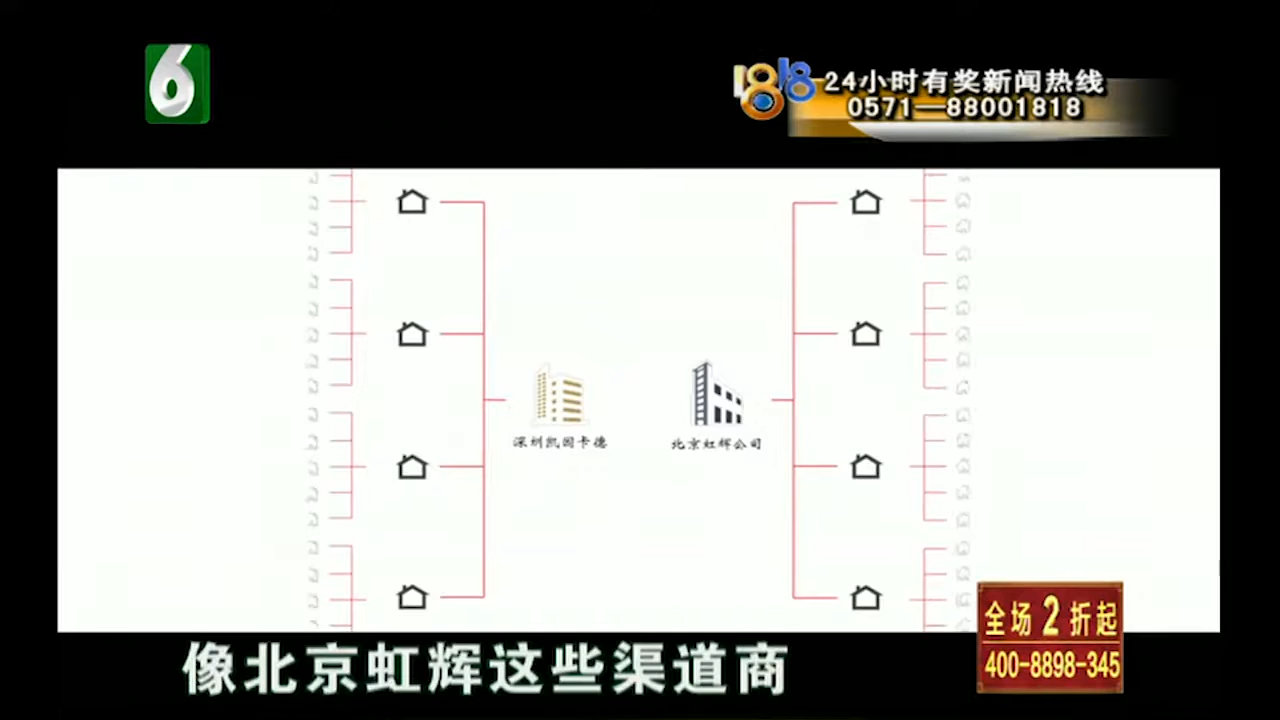 6
1818
24小时有奖新闻热线
0571—88001818
深圳凯因卡德
北京虹辉公司
全场2折起
400-8898-345
像北京虹辉这些渠道商